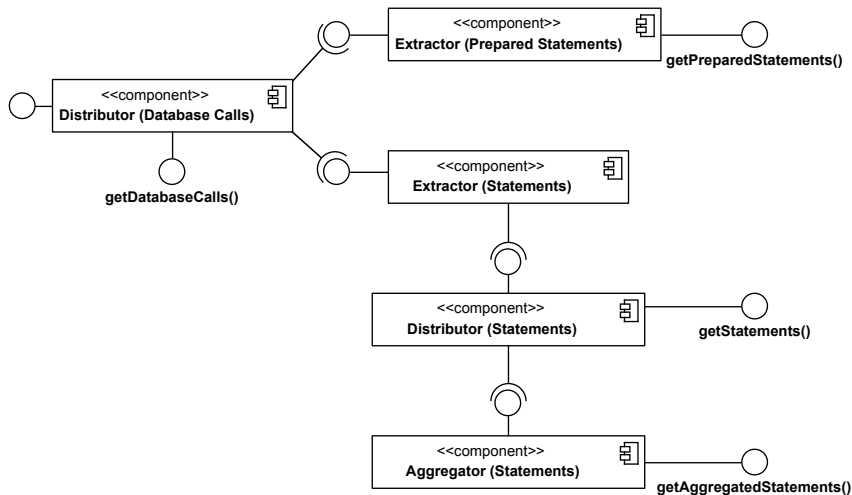 <<component>>
Extractor (Prepared Statements)
getPreparedStatements()
<<component>>
Distributor (Database Calls)
getDatabaseCalls()
<<component>>
Extractor (Statements)
<<component>>
Distributor (Statements)
getStatements()
<<component>>
Aggregator (Statements)
getAggregatedStatements()